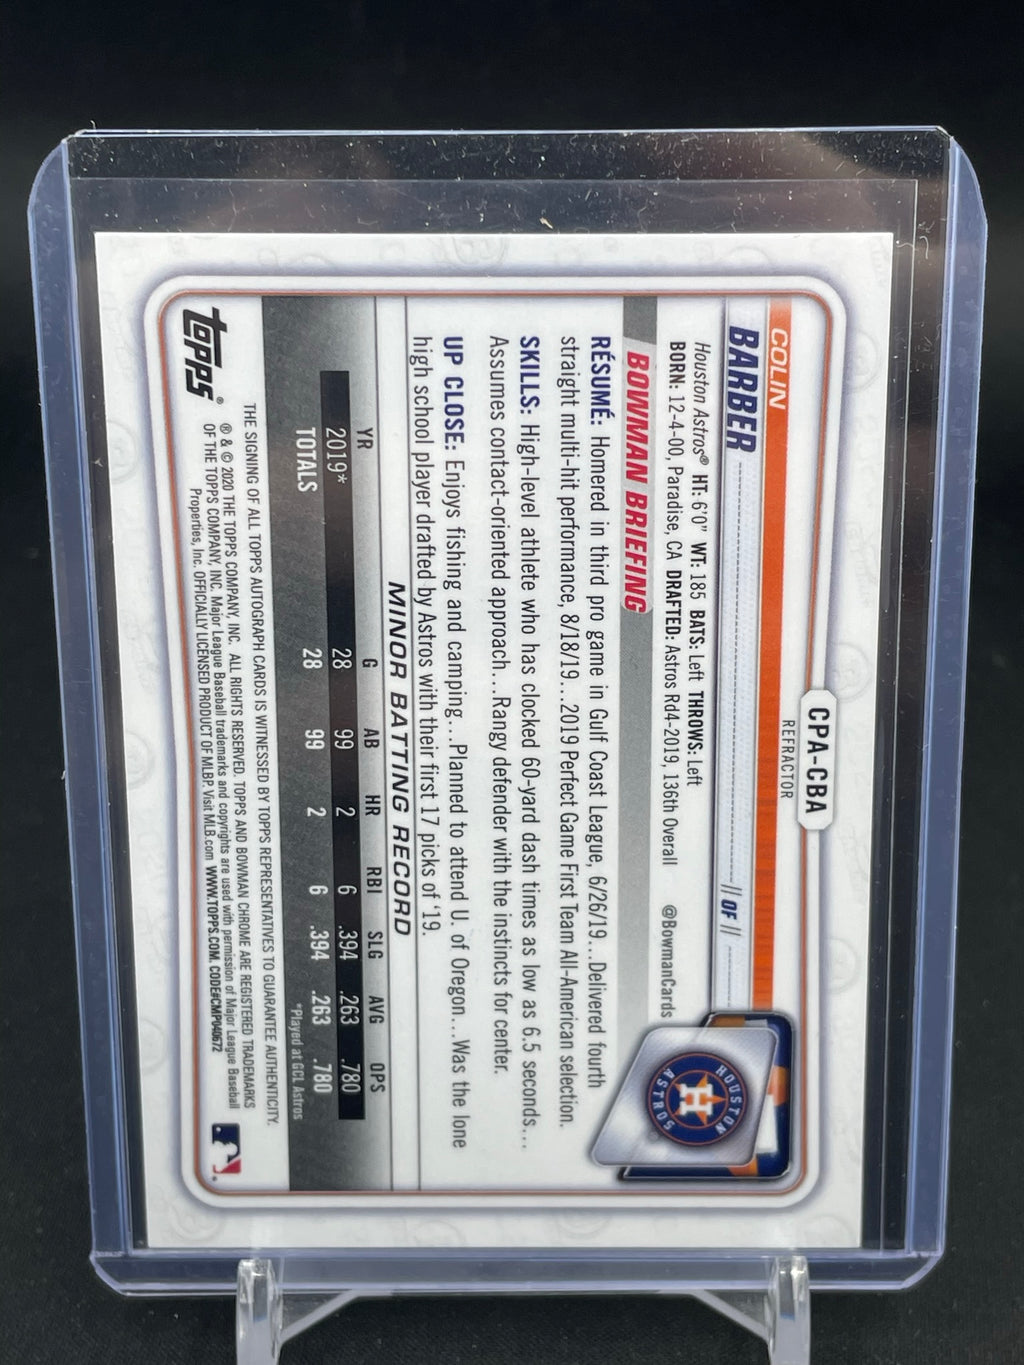 CPA-CBA
REFRACTOR
COLIN
BARBER
// OF //
Houston Astros® HT: 6'0" WT: 185 BATS: Left THROWS: Left
BORN: 12-4-00, Paradise, CA DRAFTED: Astros Rd4-2019, 136th Overall @BowmanCards
HOUSTON
H
ASTROS
BOWMAN BRIEFING
RÉSUMÉ: Homered in third pro game in Gulf Coast League, 6/26/19...Delivered fourth
straight multi-hit performance, 8/18/19...2019 Perfect Game First Team All-American selection.
SKILLS: High-level athlete who has clocked 60-yard dash times as low as 6.5 seconds...
Assumes contact-oriented approach...Rangy defender with the instincts for center.
UP CLOSE: Enjoys fishing and camping...Planned to attend U. of Oregon...Was the lone
high school player drafted by Astros with their first 17 picks of '19.
MINOR BATTING RECORD
YR G AB HR RBI SLG AVG OPS
2019* 28 99 2 6 .394 .263 .780
TOTALS 28 99 2 6 .394 .263 .780
*Played at GCL Astros
THE SIGNING OF ALL TOPPS AUTOGRAPH CARDS IS WITNESSED BY TOPPS REPRESENTATIVES TO GUARANTEE AUTHENTICITY.
® & © 2020 THE TOPPS COMPANY, INC. ALL RIGHTS RESERVED. TOPPS AND BOWMAN CHROME ARE REGISTERED TRADEMARKS
OF THE TOPPS COMPANY, INC. Major League Baseball trademarks and copyrights are used with permission of Major League Baseball
Properties, Inc. OFFICIALLY LICENSED PRODUCT OF MLBP. Visit MLB.com WWW.TOPPS.COM. CODE#CMP040672
topps®